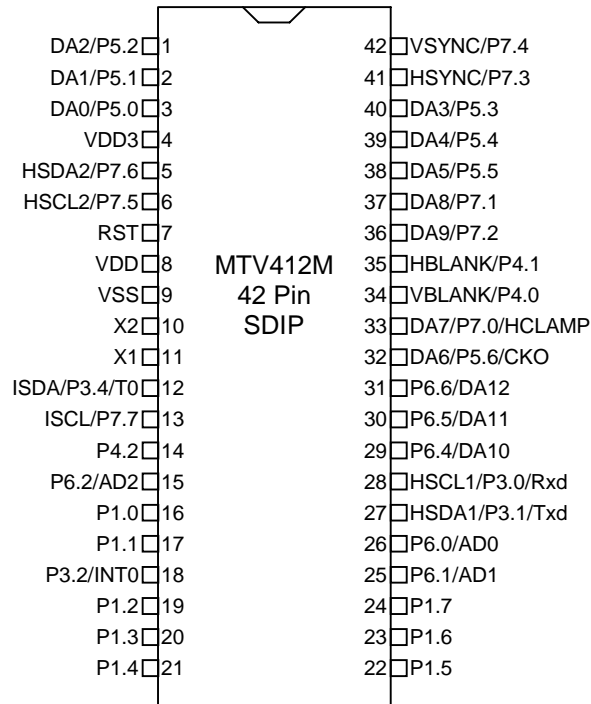 DA2/P5.2 1
DA1/P5.1 2
DA0/P5.0 3
VDD3 4
HSDA2/P7.6 5
HSCL2/P7.5 6
RST 7
VDD 8
VSS 9
X2 10
X1 11
ISDA/P3.4/T0 12
ISCL/P7.7 13
P4.2 14
P6.2/AD2 15
P1.0 16
P1.1 17
P3.2/INT0 18
P1.2 19
P1.3 20
P1.4 21
MTV412M
42 Pin
SDIP
42 VSYNC/P7.4
41 HSYNC/P7.3
40 DA3/P5.3
39 DA4/P5.4
38 DA5/P5.5
37 DA8/P7.1
36 DA9/P7.2
35 HBLANK/P4.1
34 VBLANK/P4.0
33 DA7/P7.0/HCLAMP
32 DA6/P5.6/CKO
31 P6.6/DA12
30 P6.5/DA11
29 P6.4/DA10
28 HSCL1/P3.0/Rxd
27 HSDA1/P3.1/Txd
26 P6.0/AD0
25 P6.1/AD1
24 P1.7
23 P1.6
22 P1.5